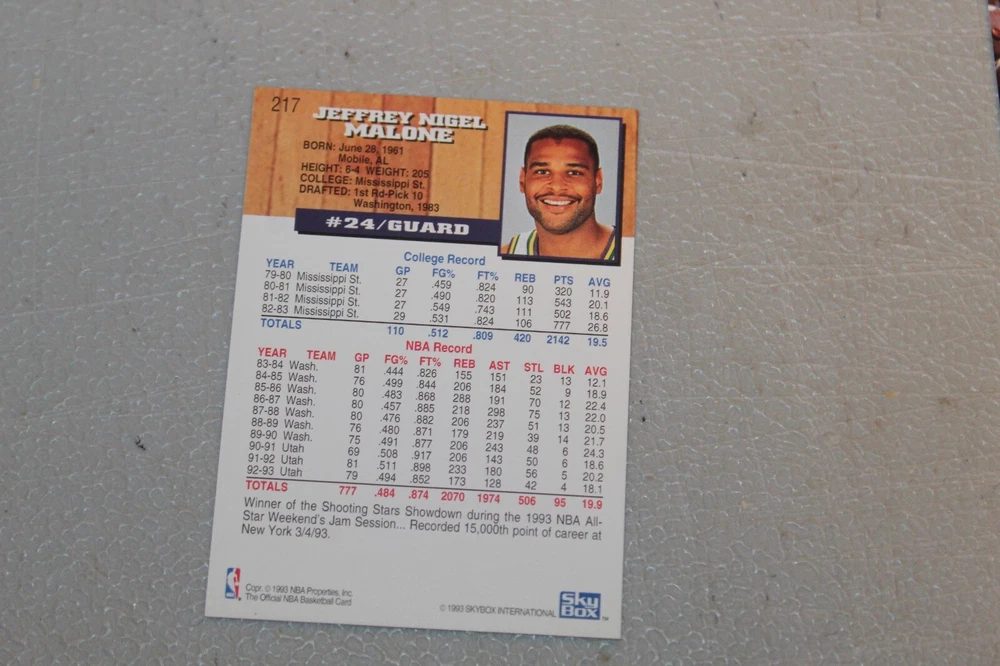 217
JEFFREY NIGEL
MALONE
BORN: June 28, 1961
Mobile, AL
HEIGHT: 6-4 WEIGHT: 205
COLLEGE: Mississippi St.
DRAFTED: 1st Rd-Pick 10
Washington, 1983
#24/GUARD
College Record
YEAR TEAM GP FG% FT% REB PTS AVG
79-80 Mississippi St. 27 .459 .824 90 320 11.9
80-81 Mississippi St. 27 .490 .820 113 543 20.1
81-82 Mississippi St. 27 .549 .743 111 502 18.6
82-83 Mississippi St. 29 .531 .824 106 777 26.8
TOTALS 110 .512 .809 420 2142 19.5
NBA Record
YEAR TEAM GP FG% FT% REB AST STL BLK AVG
83-84 Wash. 81 .444 .826 155 151 23 13 12.1
84-85 Wash. 76 .499 .844 206 184 52 9 18.9
85-86 Wash. 80 .483 .868 288 191 70 12 22.4
86-87 Wash. 80 .457 .885 218 298 75 13 22.0
87-88 Wash. 80 .476 .882 206 237 51 13 20.5
88-89 Wash. 76 .480 .871 179 219 39 14 21.7
89-90 Wash. 75 .491 .877 206 243 48 6 24.3
90-91 Utah 69 .508 .917 206 143 50 6 18.6
91-92 Utah 81 .511 .898 233 180 56 5 20.2
92-93 Utah 79 .494 .852 173 128 42 4 18.1
TOTALS 777 .484 .874 2070 1974 506 95 19.9
Winner of the Shooting Stars Showdown during the 1993 NBA All-
Star Weekend's Jam Session... Recorded 15,000th point of career at
New York 3/4/93.
Copr. © 1993 NBA Properties, Inc.
The Official NBA Basketball Card
© 1993 SKYBOX INTERNATIONAL
SkyBox™